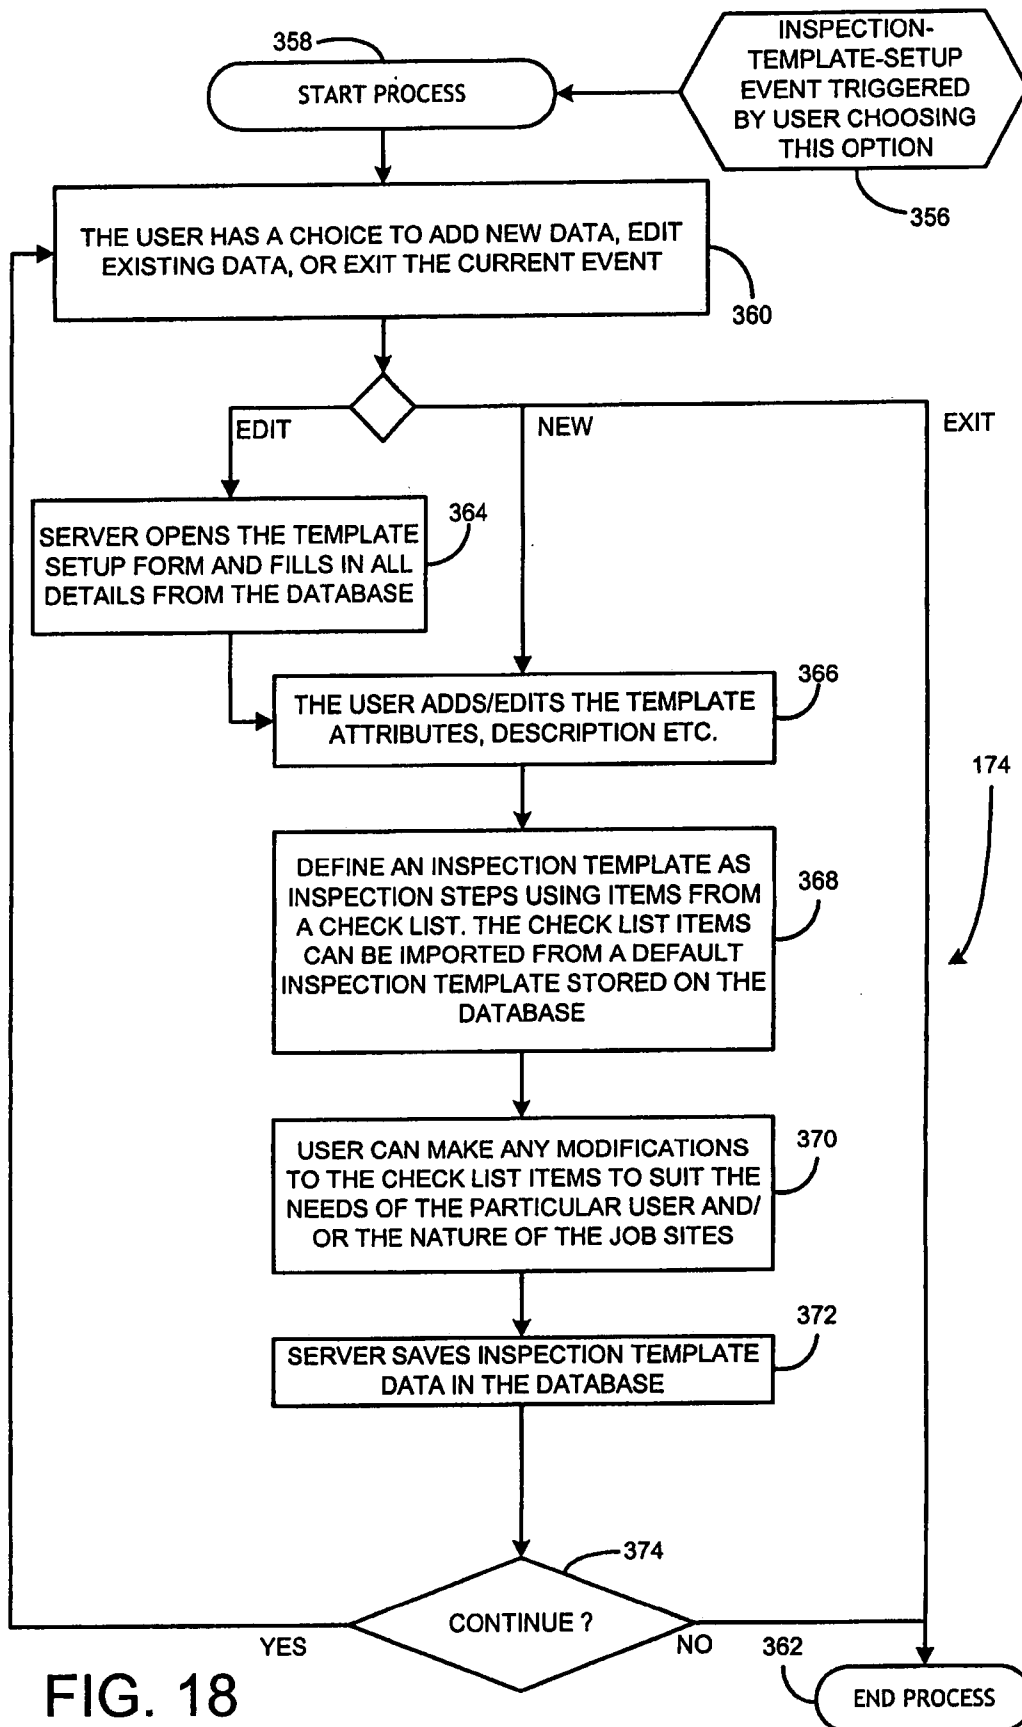 358
START PROCESS
INSPECTION-
TEMPLATE-SETUP
EVENT TRIGGERED
BY USER CHOOSING
THIS OPTION
356
THE USER HAS A CHOICE TO ADD NEW DATA, EDIT
EXISTING DATA, OR EXIT THE CURRENT EVENT
360
EDIT
NEW
EXIT
SERVER OPENS THE TEMPLATE
SETUP FORM AND FILLS IN ALL
DETAILS FROM THE DATABASE
364
THE USER ADDS/EDITS THE TEMPLATE
ATTRIBUTES, DESCRIPTION ETC.
366
174
DEFINE AN INSPECTION TEMPLATE AS
INSPECTION STEPS USING ITEMS FROM
A CHECK LIST. THE CHECK LIST ITEMS
CAN BE IMPORTED FROM A DEFAULT
INSPECTION TEMPLATE STORED ON THE
DATABASE
368
USER CAN MAKE ANY MODIFICATIONS
TO THE CHECK LIST ITEMS TO SUIT THE
NEEDS OF THE PARTICULAR USER AND/
OR THE NATURE OF THE JOB SITES
370
SERVER SAVES INSPECTION TEMPLATE
DATA IN THE DATABASE
372
374
CONTINUE ?
YES
NO
362
END PROCESS
FIG. 18